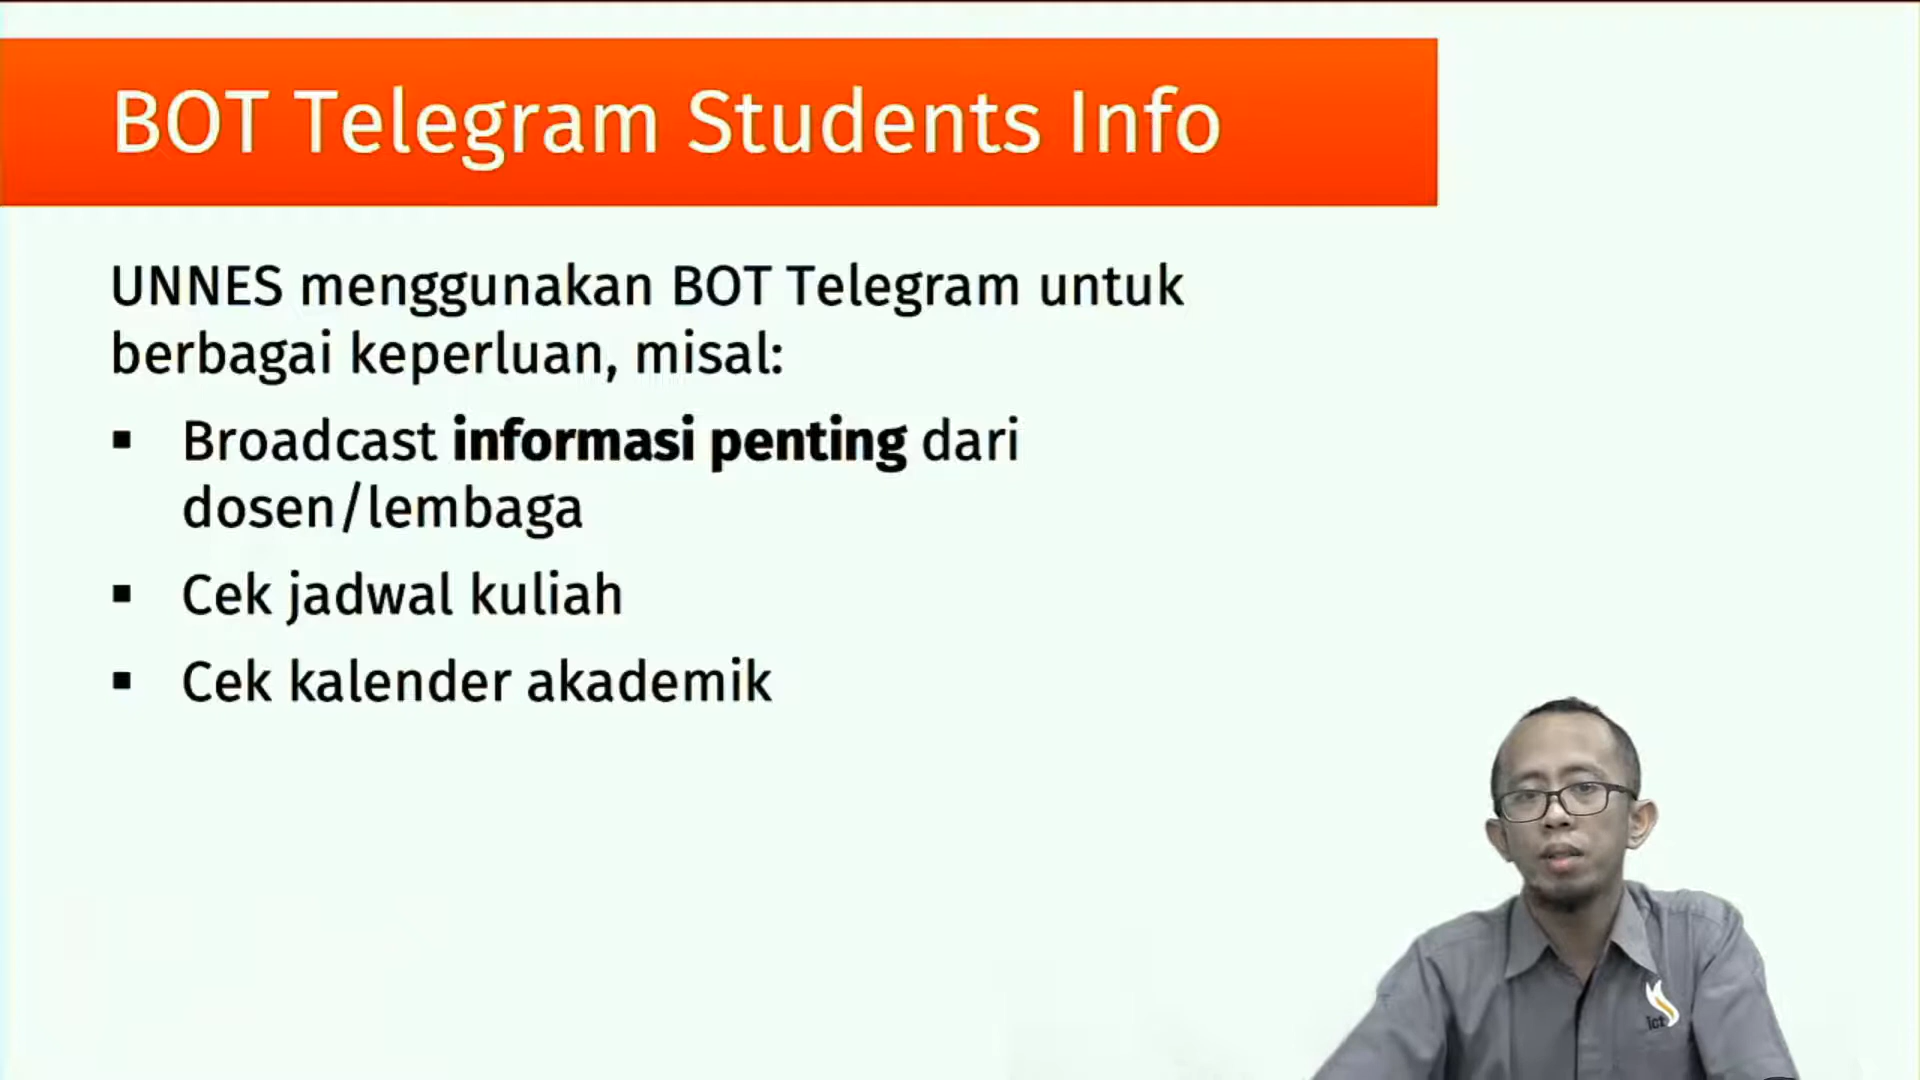 BOT Telegram Students Info
UNNES menggunakan BOT Telegram untuk
berbagai keperluan, misal:
▪ Broadcast informasi penting dari
dosen/lembaga
▪ Cek jadwal kuliah
▪ Cek kalender akademik
ict